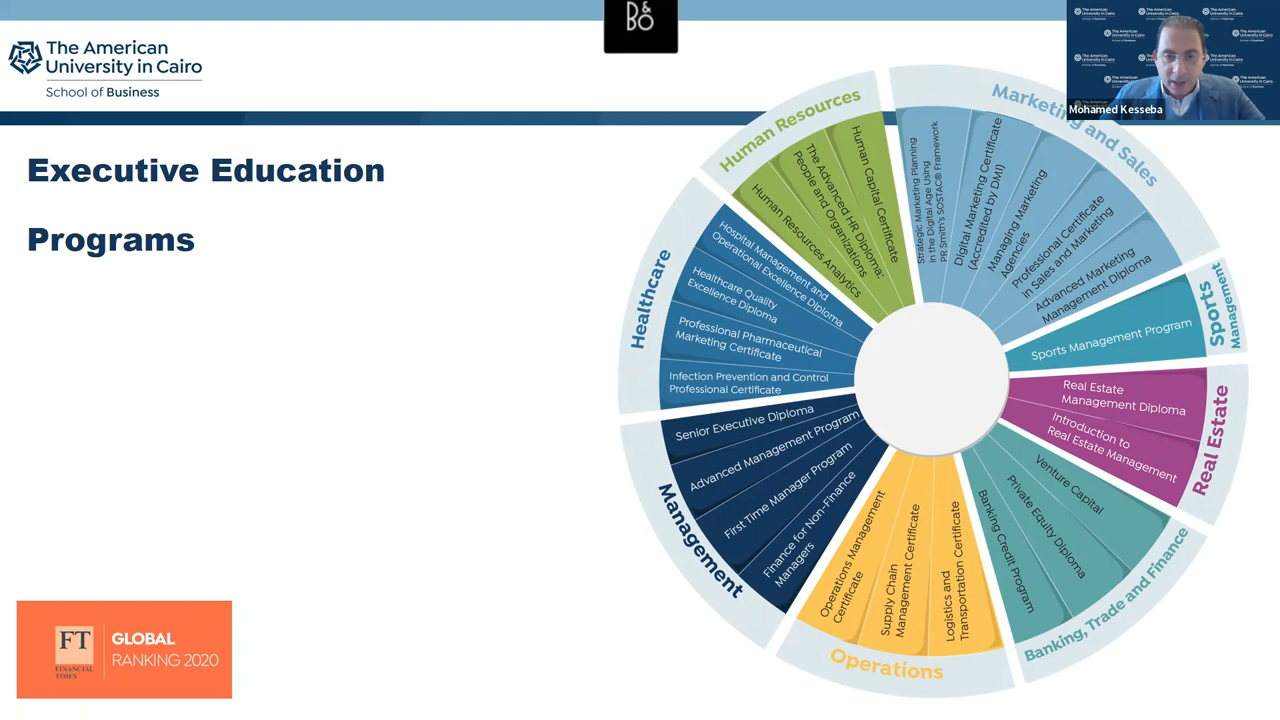 The American
University in Cairo
School of Business
B&
BO
Mohamed Kesseba
Executive Education
Programs
Human Resources
Human Resources Analytics
The Advanced HR Diploma:
People and Organizations
Human Capital Certificate
Marketing and Sales
Strategic Marketing Planning
in the Digital Age Using
PR Smith's SOSTAC® Framework
Digital Marketing Certificate
(Accredited by DMI)
Managing Marketing
Agencies
Professional Certificate
in Sales and Marketing
Advanced Marketing
Management Diploma
Sports
Management
Sports Management Program
Real Estate
Real Estate
Management Diploma
Introduction to
Real Estate Management
Banking, Trade and Finance
Venture Capital
Private Equity Diploma
Banking Credit Program
Operations
Logistics and
Transportation Certificate
Supply Chain
Management Certificate
Operations Management
Certificate
Management
Finance for Non-Finance
Managers
First Time Manager Program
Advanced Management Program
Senior Executive Diploma
Healthcare
Infection Prevention and Control
Professional Certificate
Professional Pharmaceutical
Marketing Certificate
Healthcare Quality
Excellence Diploma
Hospital Management and
Operational Excellence Diploma
FT
FINANCIAL
TIMES
GLOBAL
RANKING 2020